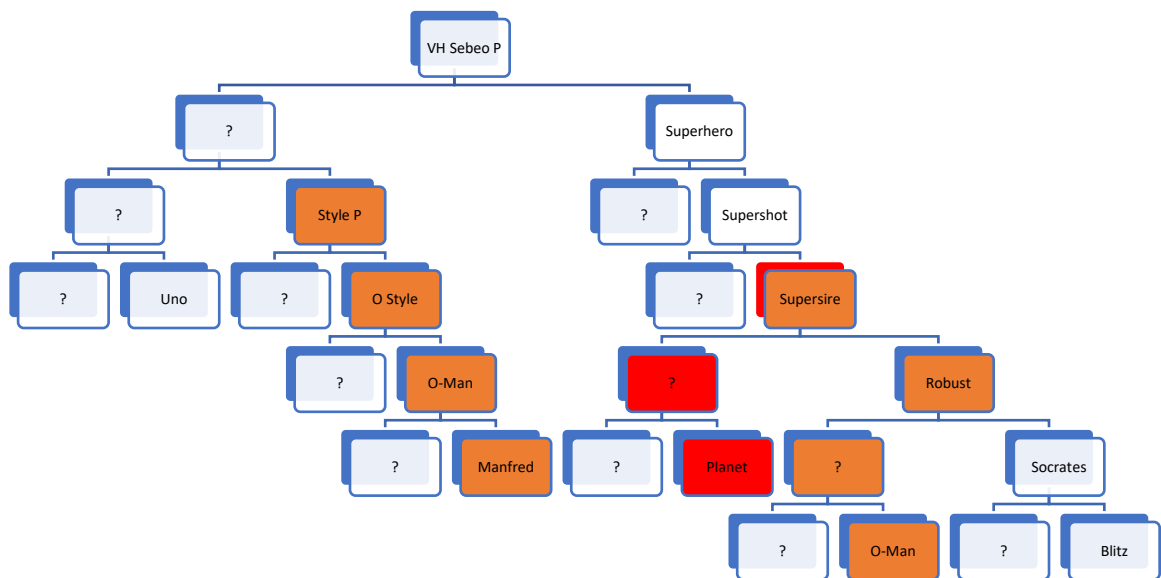 VH Sebeo P
?
Superhero
?
Style P
?
Supershot
?
Uno
?
O Style
?
Supersire
?
O-Man
?
Robust
?
Manfred
?
Planet
?
Socrates
?
O-Man
?
Blitz